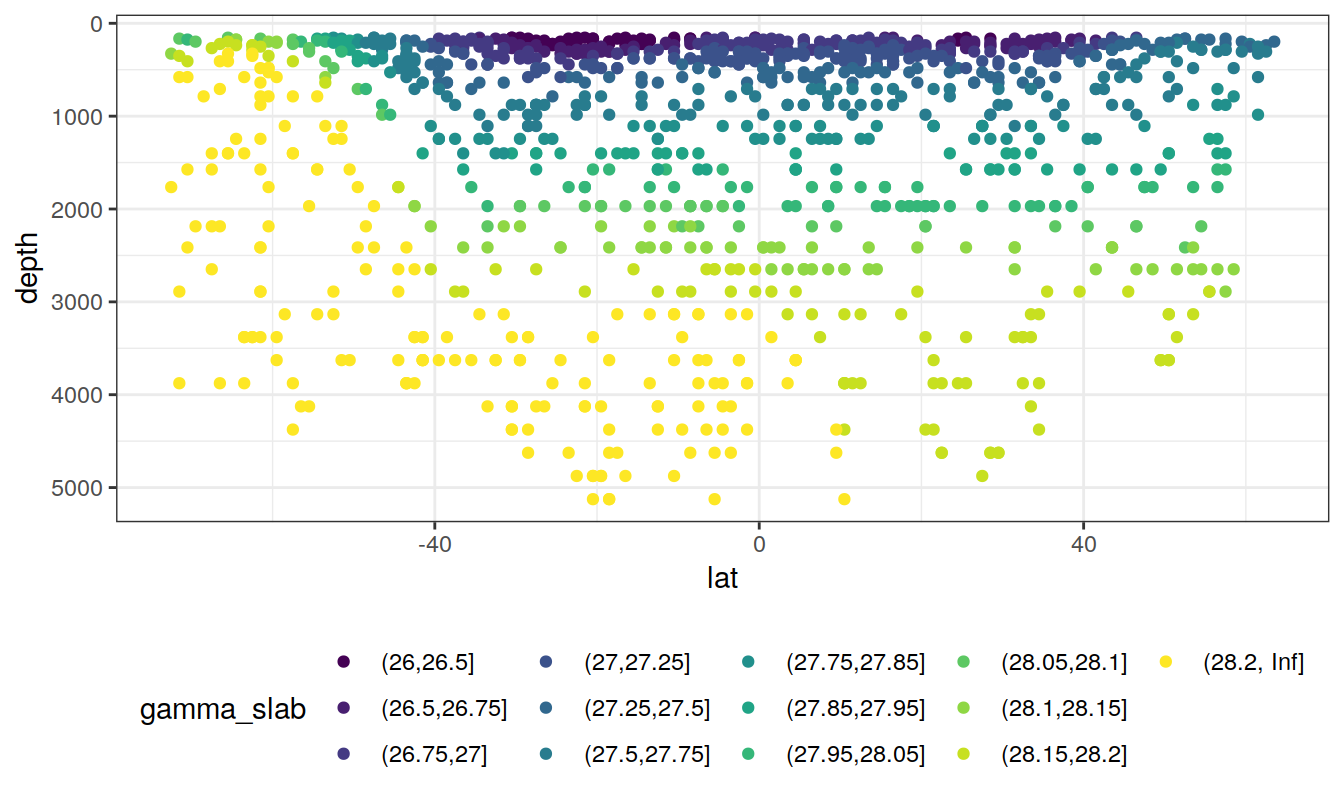 0
1000
2000
3000
4000
5000
depth
-40 0 40
lat
gamma_slab
(26,26.5] (27,27.25] (27.75,27.85] (28.05,28.1] (28.2, Inf]
(26.5,26.75] (27.25,27.5] (27.85,27.95] (28.1,28.15]
(26.75,27] (27.5,27.75] (27.95,28.05] (28.15,28.2]